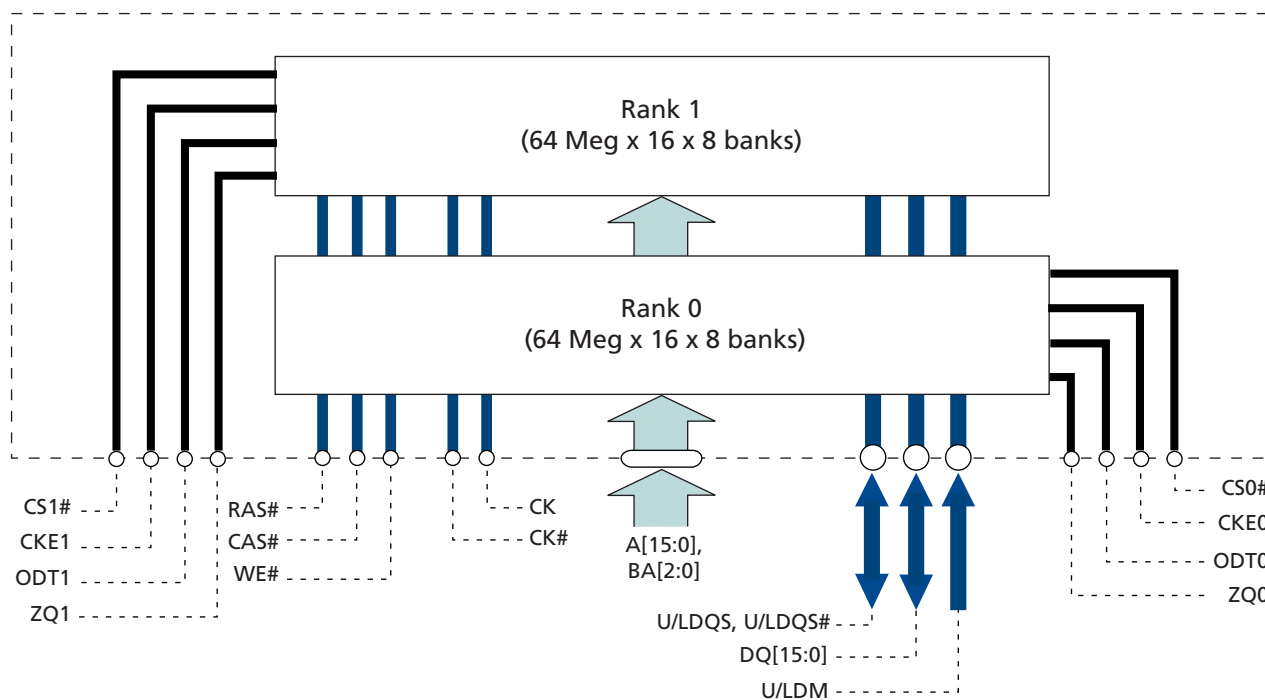 Rank 1
(64 Meg x 16 x 8 banks)
Rank 0
(64 Meg x 16 x 8 banks)
CS1#
CKE1
ODT1
ZQ1
RAS#
CAS#
WE#
CK
CK#
A[15:0],
BA[2:0]
U/LDQS, U/LDQS#
DQ[15:0]
U/LDM
CS0#
CKE0
ODT0
ZQ0